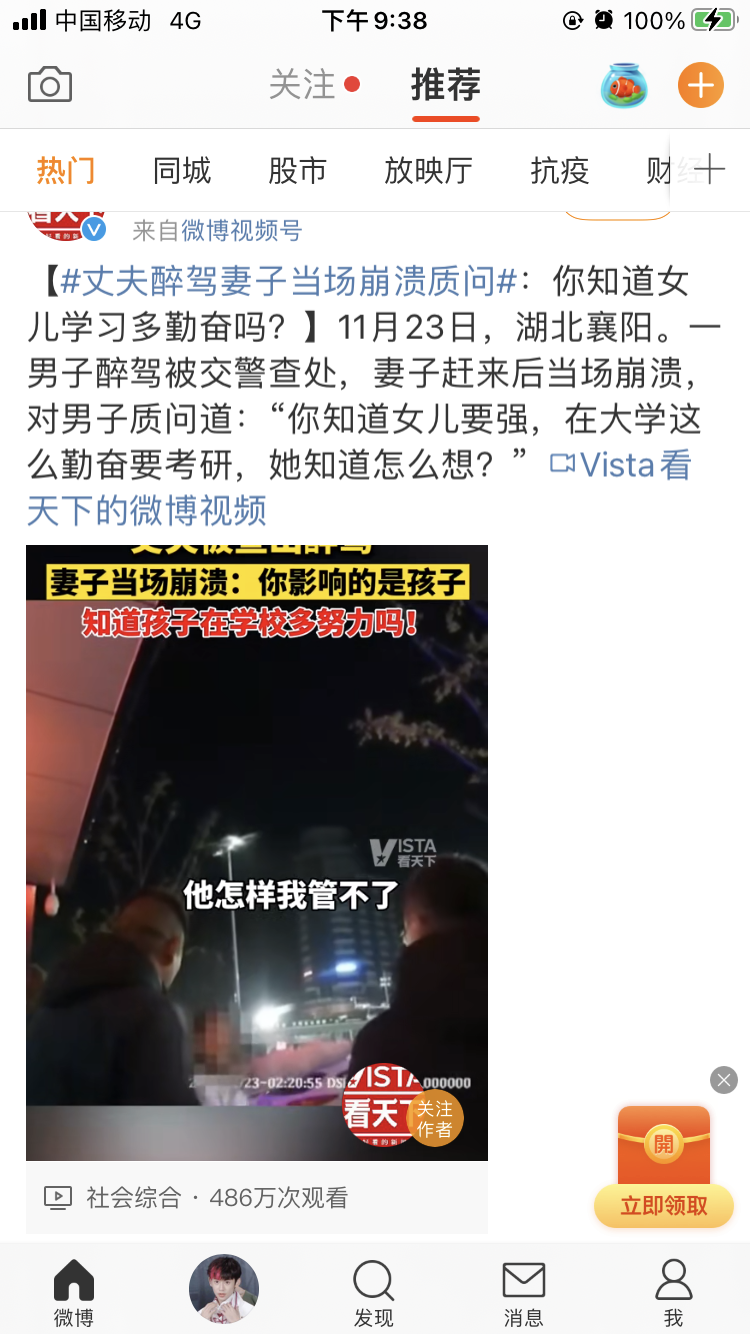 中国移动 4G 下午9:38 100%
关注 推荐
热门 同城 股市 放映厅 抗疫 财经
看天下
来自微博视频号
【#丈夫醉驾妻子当场崩溃质问#：你知道女
儿学习多勤奋吗？】11月23日，湖北襄阳。一
男子醉驾被交警查处，妻子赶来后当场崩溃，
对男子质问道：“你知道女儿要强，在大学这
么勤奋要考研，她知道怎么想？” Vista看
天下的微博视频
丈夫被查出醉驾
妻子当场崩溃：你影响的是孩子
知道孩子在学校多努力吗！
VISTA
看天下
他怎样我管不了
23-02:20:55 DS 000000
VISTA
看天下
关注
作者
開
立即领取
社会综合 · 486万次观看
微博 发现 消息 我